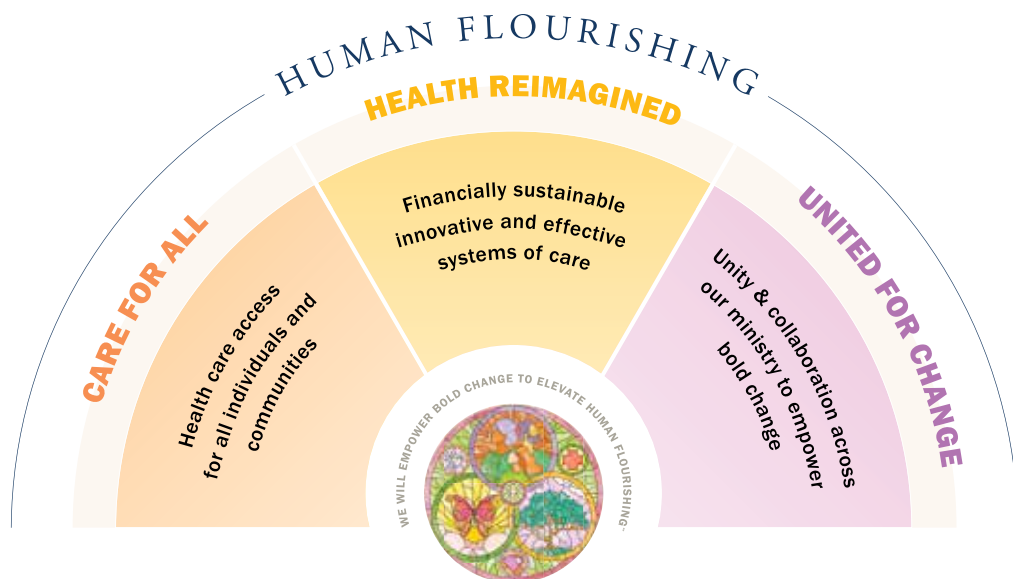 HUMAN FLOURISHING
CARE FOR ALL
Health care access
for all individuals and
communities
HEALTH REIMAGINED
Financially sustainable
innovative and effective
systems of care
UNITED FOR CHANGE
Unity & collaboration across
our ministry to empower
bold change
WE WILL EMPOWER BOLD CHANGE TO ELEVATE HUMAN FLOURISHING